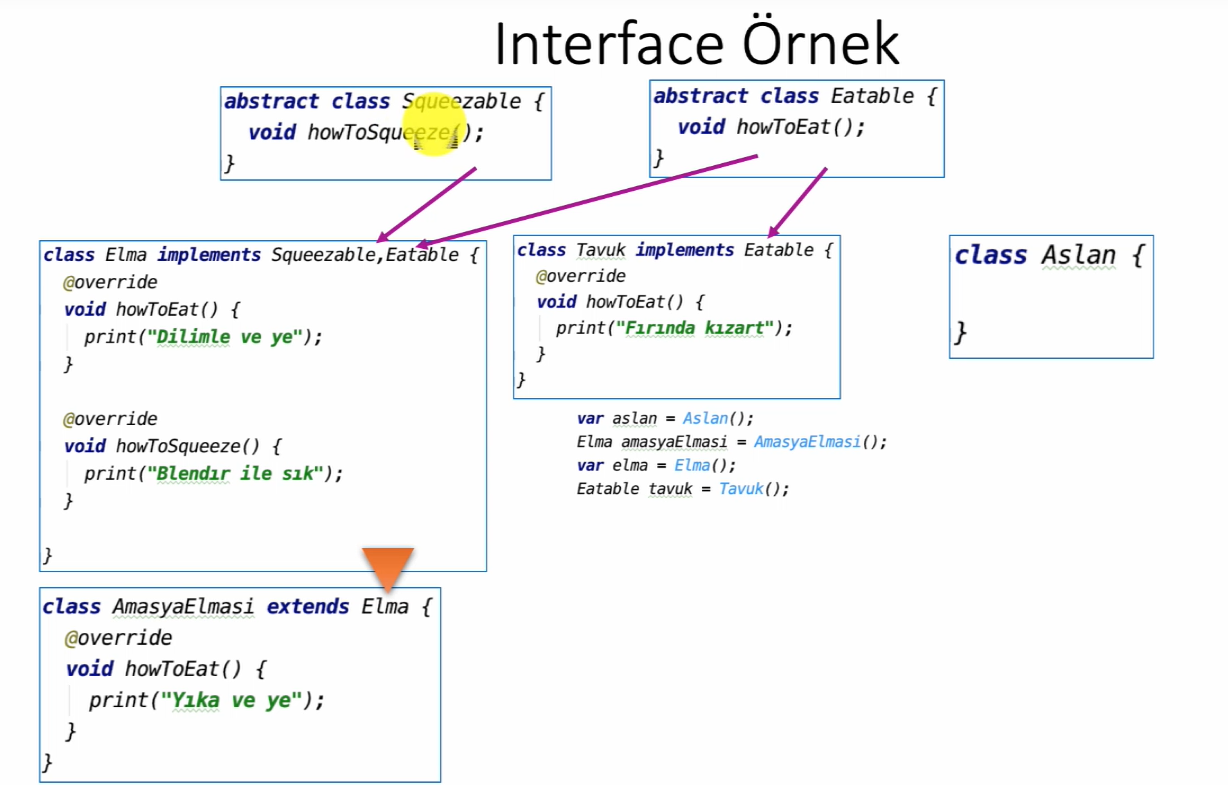 Interface Örnek
abstract class Squeezable {
void howToSqueeze();
}
abstract class Eatable {
void howToEat();
}
class Elma implements Squeezable,Eatable {
@override
void howToEat() {
print("Dilimle ve ye");
}
@override
void howToSqueeze() {
print("Blendır ile sık");
}
}
class Tavuk implements Eatable {
@override
void howToEat() {
print("Fırında kızart");
}
}
class Aslan {
}
var aslan = Aslan();
Elma amasyaElmasi = AmasyaElmasi();
var elma = Elma();
Eatable tavuk = Tavuk();
class AmasyaElmasi extends Elma {
@override
void howToEat() {
print("Yıka ve ye");
}
}